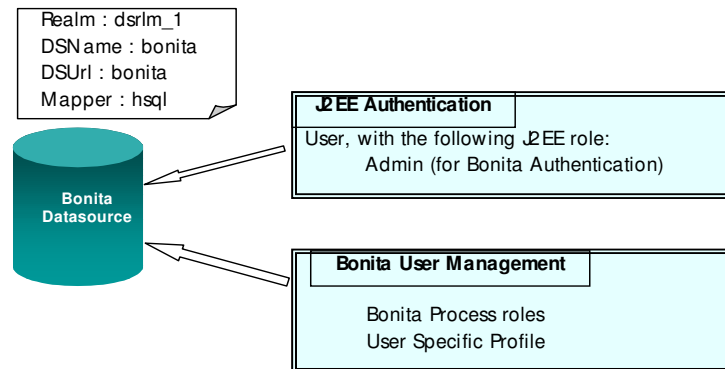 Realm : dsrlm_1
DSName : bonita
DSUrl : bonita
Mapper : hsql
J2EE Authentication
User, with the following J2EE role:
Admin (for Bonita Authentication)
Bonita
Datasource
Bonita User Management
Bonita Process roles
User Specific Profile